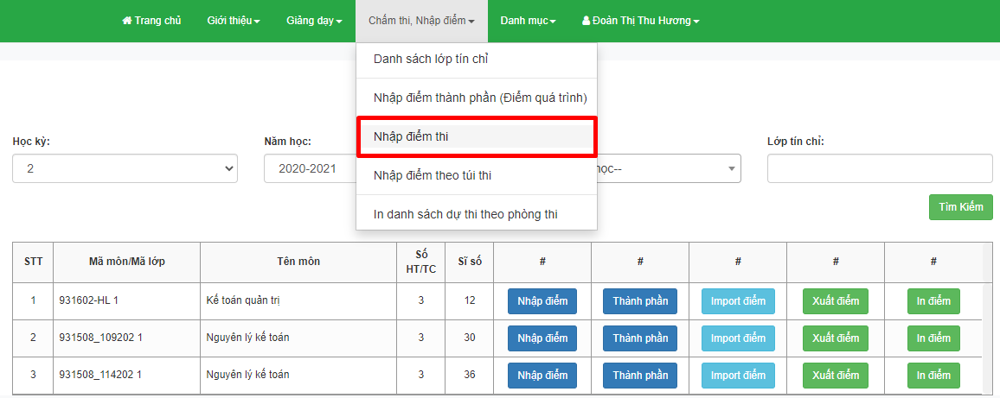 Trang chủ Giới thiệu Giảng dạy Chấm thi, Nhập điểm Danh mục Đoàn Thị Thu Hương
Danh sách lớp tín chỉ
Nhập điểm thành phần (Điểm quá trình)
Nhập điểm thi
Nhập điểm theo túi thi
In danh sách dự thi theo phòng thi
Học kỳ: Năm học: Lớp tín chỉ:
2 2020-2021 học--
Tìm Kiếm
STT Mã môn/Mã lớp Tên môn Số HT/TC Sĩ số # # # # #
1 931602-HL 1 Kế toán quản trị 3 12 Nhập điểm Thành phần Import điểm Xuất điểm In điểm
2 931508_109202 1 Nguyên lý kế toán 3 30 Nhập điểm Thành phần Import điểm Xuất điểm In điểm
3 931508_114202 1 Nguyên lý kế toán 3 36 Nhập điểm Thành phần Import điểm Xuất điểm In điểm